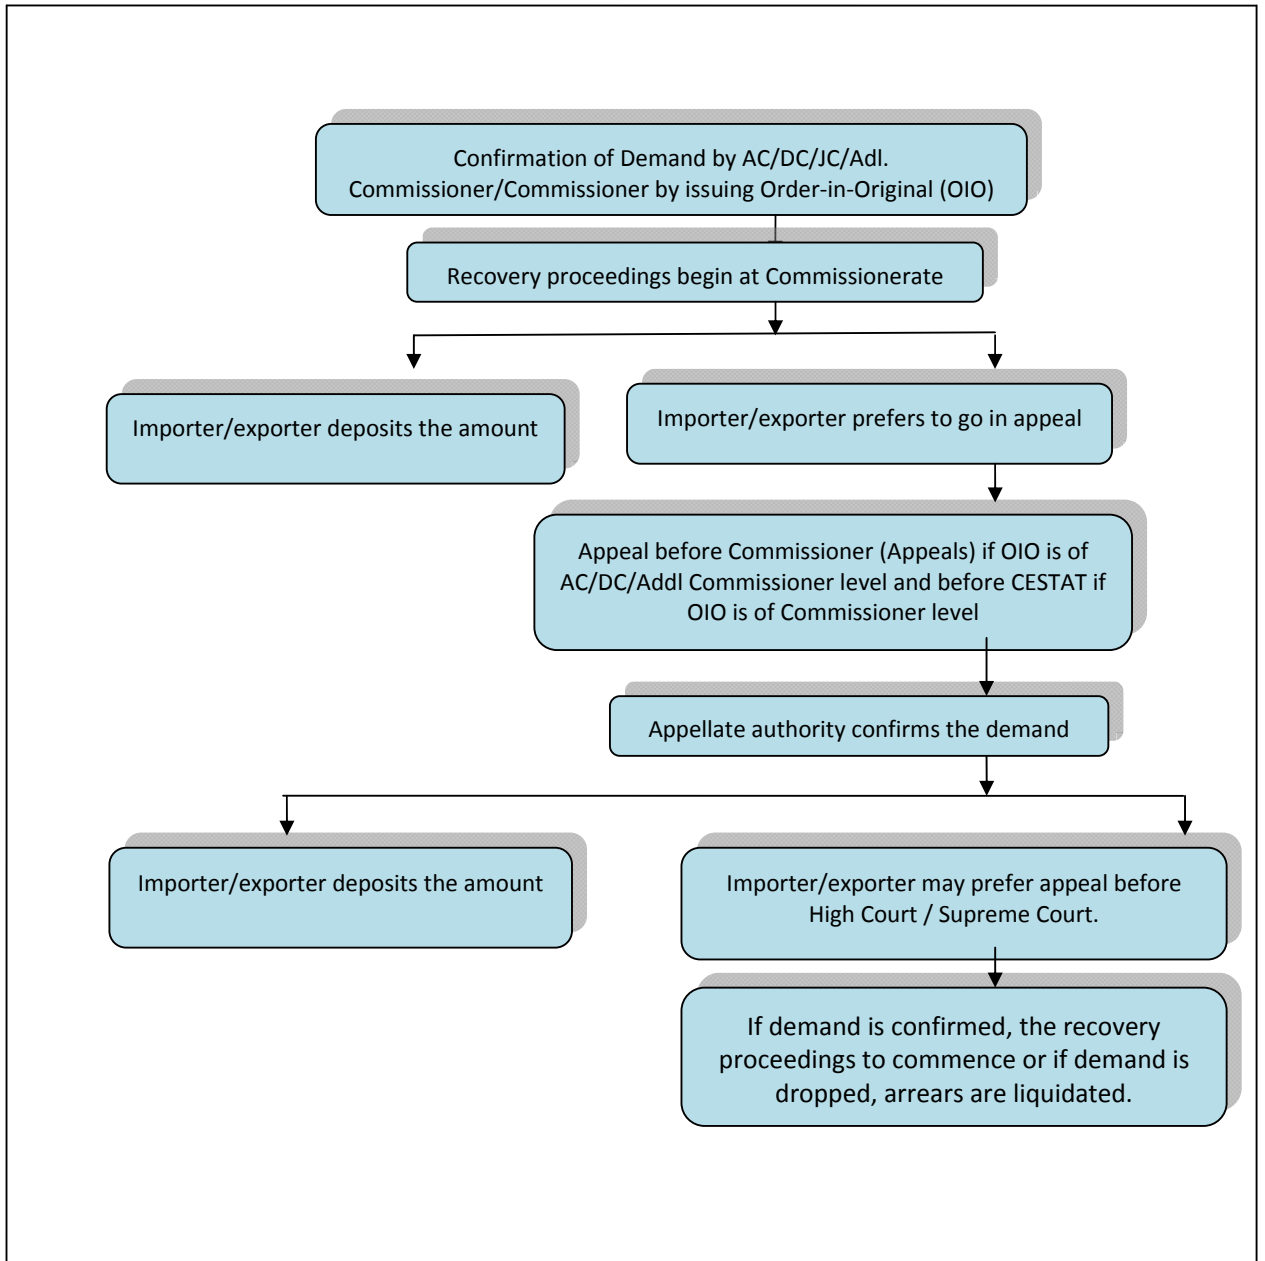 Confirmation of Demand by AC/DC/JC/Adl.
Commissioner/Commissioner by issuing Order-in-Original (OIO)
Recovery proceedings begin at Commissionerate
Importer/exporter deposits the amount
Importer/exporter prefers to go in appeal
Appeal before Commissioner (Appeals) if OIO is of
AC/DC/Addl Commissioner level and before CESTAT if
OIO is of Commissioner level
Appellate authority confirms the demand
Importer/exporter deposits the amount
Importer/exporter may prefer appeal before
High Court / Supreme Court.
If demand is confirmed, the recovery
proceedings to commence or if demand is
dropped, arrears are liquidated.